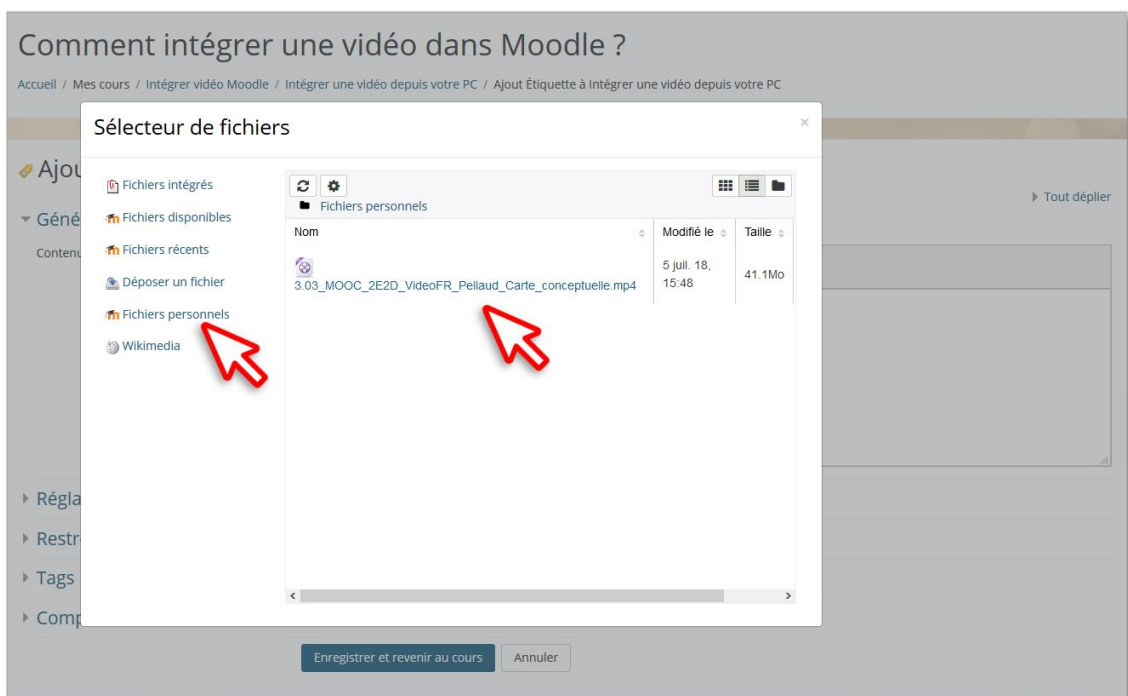 Comment intégrer une vidéo dans Moodle ?
Accueil / Mes cours / Intégrer vidéo Moodle / Intégrer une vidéo depuis votre PC / Ajout Étiquette à Intégrer une vidéo depuis votre PC
Sélecteur de fichiers
×
Ajou
Tout déplier
Géné
Contenu
Fichiers intégrés
Fichiers disponibles
Fichiers récents
Déposer un fichier
Fichiers personnels
Wikimedia
Fichiers personnels
Nom Modifié le Taille
3.03_MOOC_2E2D_VideoFR_Pellaud_Carte_conceptuelle.mp4
5 juil. 18,
15:48
41.1Mo
Régla
Restr
Tags
Comp
Enregistrer et revenir au cours Annuler